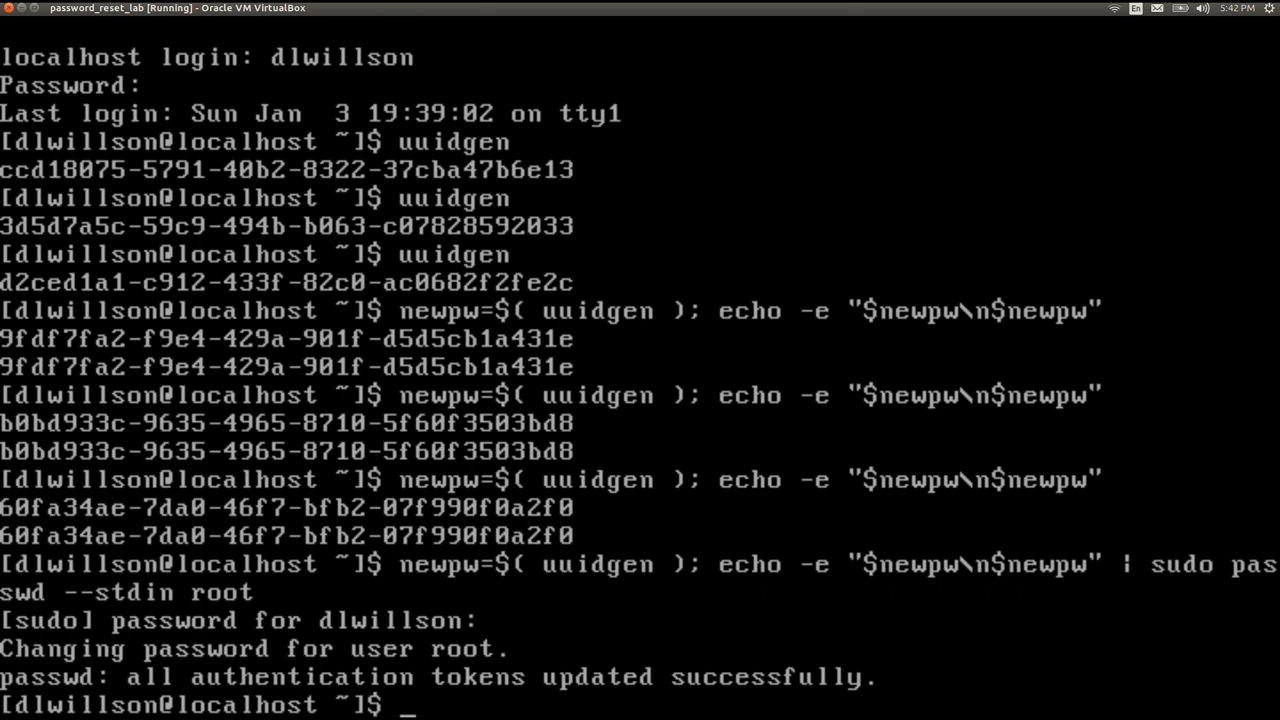 password_reset_lab [Running] - Oracle VM VirtualBox
En
5:42 PM
localhost login: dlwillson
Password:
Last login: Sun Jan  3 19:39:02 on tty1
[dlwillson@localhost ~]$ uuidgen
ccd18075-5791-40b2-8322-37cba47b6e13
[dlwillson@localhost ~]$ uuidgen
3d5d7a5c-59c9-494b-b063-c07828592033
[dlwillson@localhost ~]$ uuidgen
d2ced1a1-c912-433f-82c0-ac0682f2fe2c
[dlwillson@localhost ~]$ newpw=$( uuidgen ); echo -e "$newpw\n$newpw"
9fdf7fa2-f9e4-429a-901f-d5d5cb1a431e
9fdf7fa2-f9e4-429a-901f-d5d5cb1a431e
[dlwillson@localhost ~]$ newpw=$( uuidgen ); echo -e "$newpw\n$newpw"
b0bd933c-9635-4965-8710-5f60f3503bd8
b0bd933c-9635-4965-8710-5f60f3503bd8
[dlwillson@localhost ~]$ newpw=$( uuidgen ); echo -e "$newpw\n$newpw"
60fa34ae-7da0-46f7-bfb2-07f990f0a2f0
60fa34ae-7da0-46f7-bfb2-07f990f0a2f0
[dlwillson@localhost ~]$ newpw=$( uuidgen ); echo -e "$newpw\n$newpw" | sudo pas
swd --stdin root
[sudo] password for dlwillson:
Changing password for user root.
passwd: all authentication tokens updated successfully.
[dlwillson@localhost ~]$ _